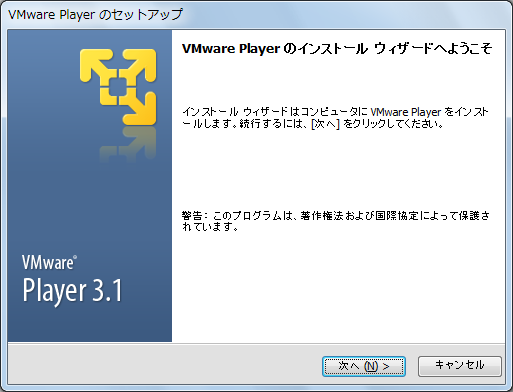 VMware Player のセットアップ
VMware Player のインストール ウィザードへようこそ
インストール ウィザードはコンピュータに VMware Player をインスト
ールします。続行するには、[次へ] をクリックしてください。
警告: このプログラムは、著作権法および国際協定によって保護さ
れています。
VMware®
Player 3.1
次へ (N) >
キャンセル